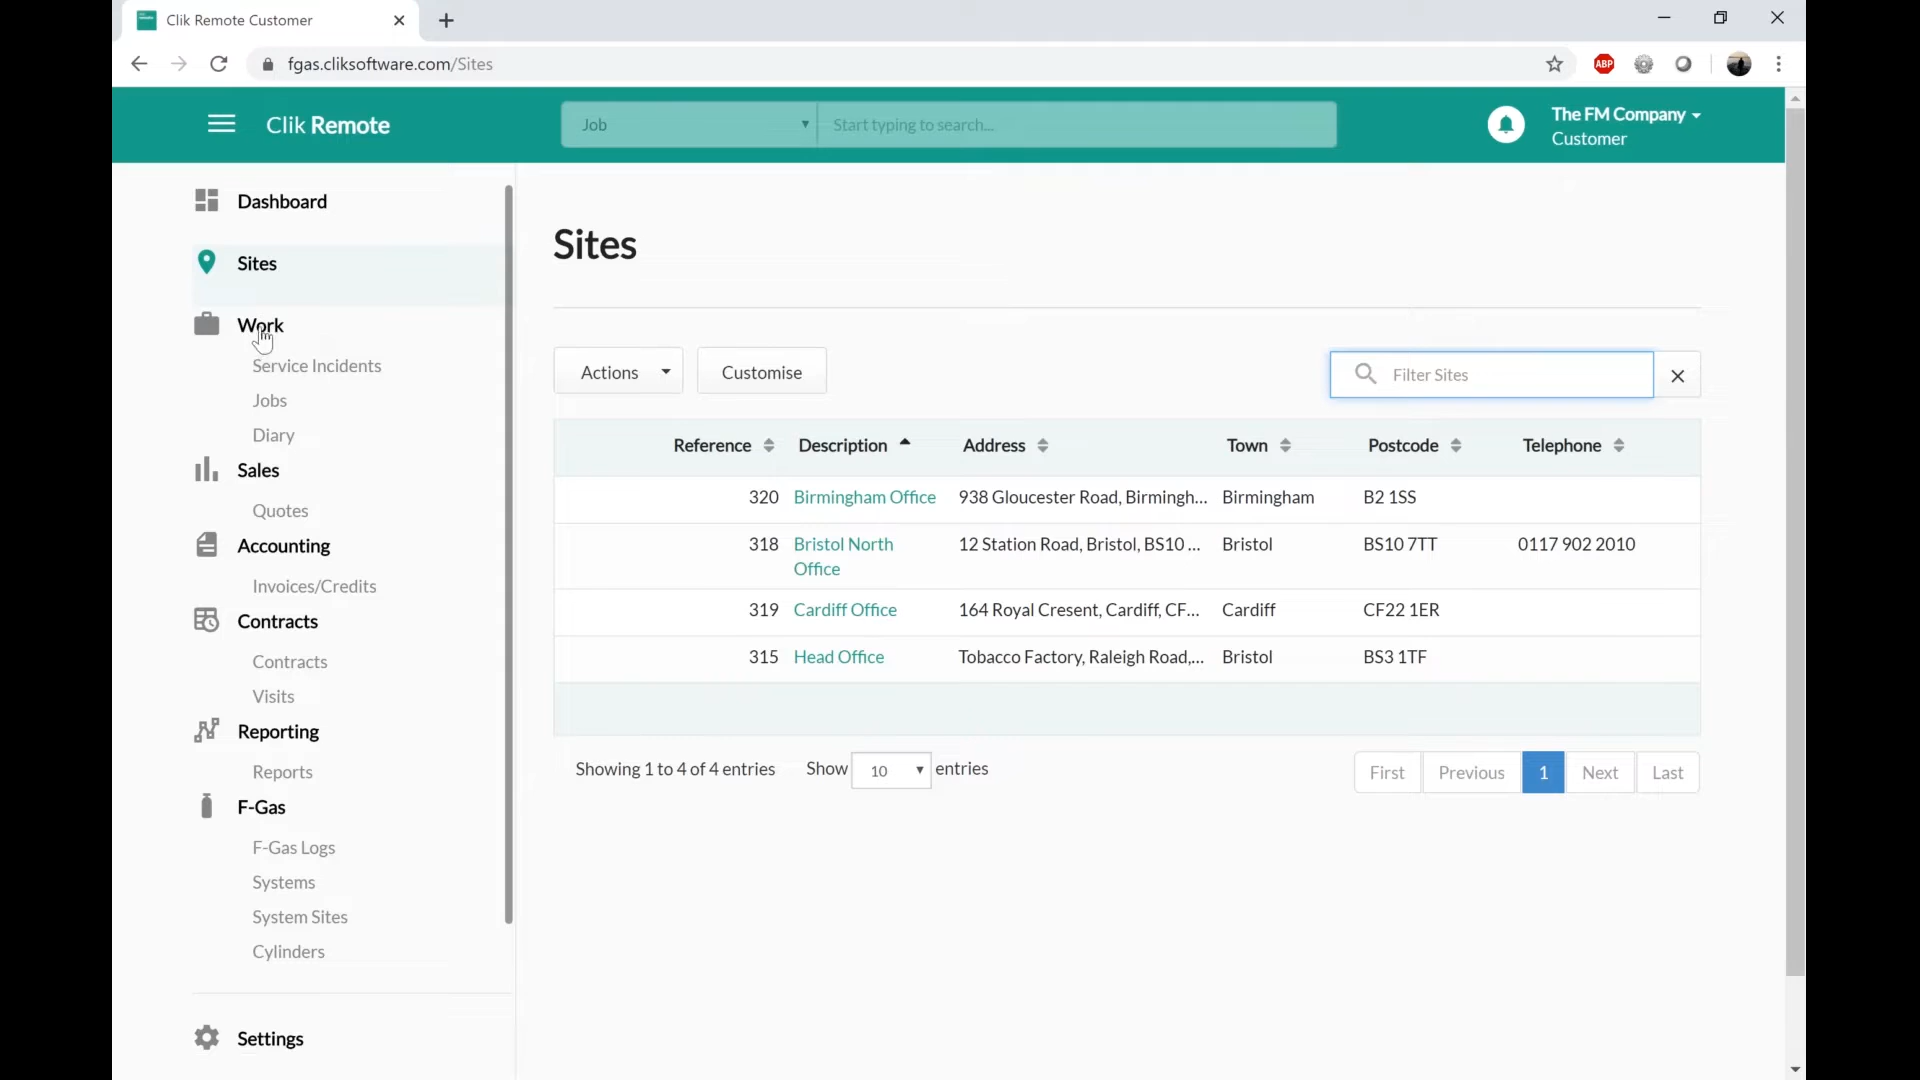 Clik Remote Customer
fgas.cliksoftware.com/Sites
ABP
Clik Remote
Job
Start typing to search...
The FM Company
Customer
Dashboard
Sites
Work
Service Incidents
Jobs
Diary
Sales
Quotes
Accounting
Invoices/Credits
Contracts
Contracts
Visits
Reporting
Reports
F-Gas
F-Gas Logs
Systems
System Sites
Cylinders
Settings
Sites
Actions
Customise
Filter Sites
Reference Description Address Town Postcode Telephone
320 Birmingham Office 938 Gloucester Road, Birmingh... Birmingham B2 1SS
318 Bristol North 12 Station Road, Bristol, BS10 ... Bristol BS10 7TT 0117 902 2010
Office
319 Cardiff Office 164 Royal Cresent, Cardiff, CF... Cardiff CF22 1ER
315 Head Office Tobacco Factory, Raleigh Road,... Bristol BS3 1TF
Showing 1 to 4 of 4 entries Show 10 entries
First Previous 1 Next Last